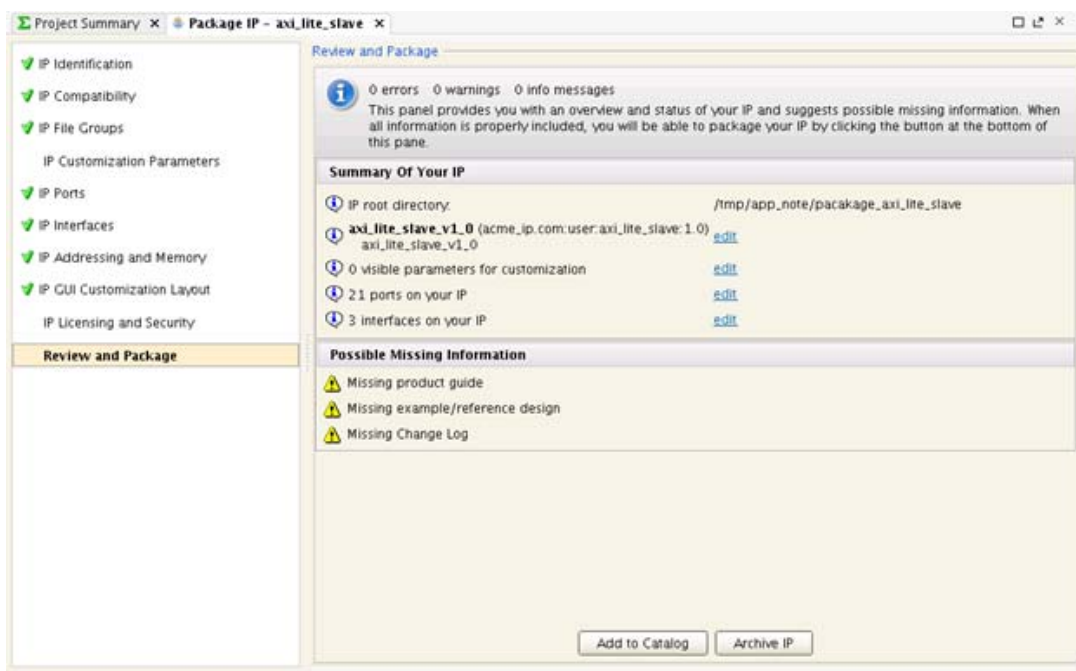 Project Summary × Package IP - axi_lite_slave ×
IP Identification
IP Compatibility
IP File Groups
IP Customization Parameters
IP Ports
IP Interfaces
IP Addressing and Memory
IP GUI Customization Layout
IP Licensing and Security
Review and Package
Review and Package
0 errors 0 warnings 0 info messages
This panel provides you with an overview and status of your IP and suggests possible missing information. When
all information is properly included, you will be able to package your IP by clicking the button at the bottom of
this pane.
Summary Of Your IP
IP root directory: /tmp/app_note/pacakage_axi_lite_slave
axi_lite_slave_v1_0 (acme_ip.com:user:axi_lite_slave:1.0) edit
axi_lite_slave_v1_0
0 visible parameters for customization edit
21 ports on your IP edit
3 interfaces on your IP edit
Possible Missing Information
Missing product guide
Missing example/reference design
Missing Change Log
Add to Catalog Archive IP